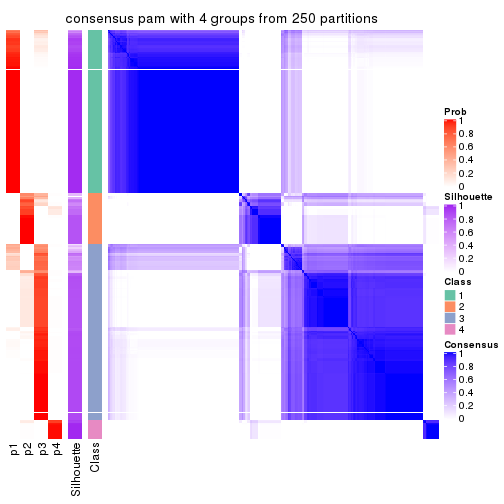 consensus pam with 4 groups from 250 partitions
Prob
1
0.8
0.6
0.4
0.2
0
Silhouette
1
0.8
0.6
0.4
0.2
0
Class
1
2
3
4
Consensus
1
0.8
0.6
0.4
0.2
0
p1
p2
p3
p4
Silhouette
Class